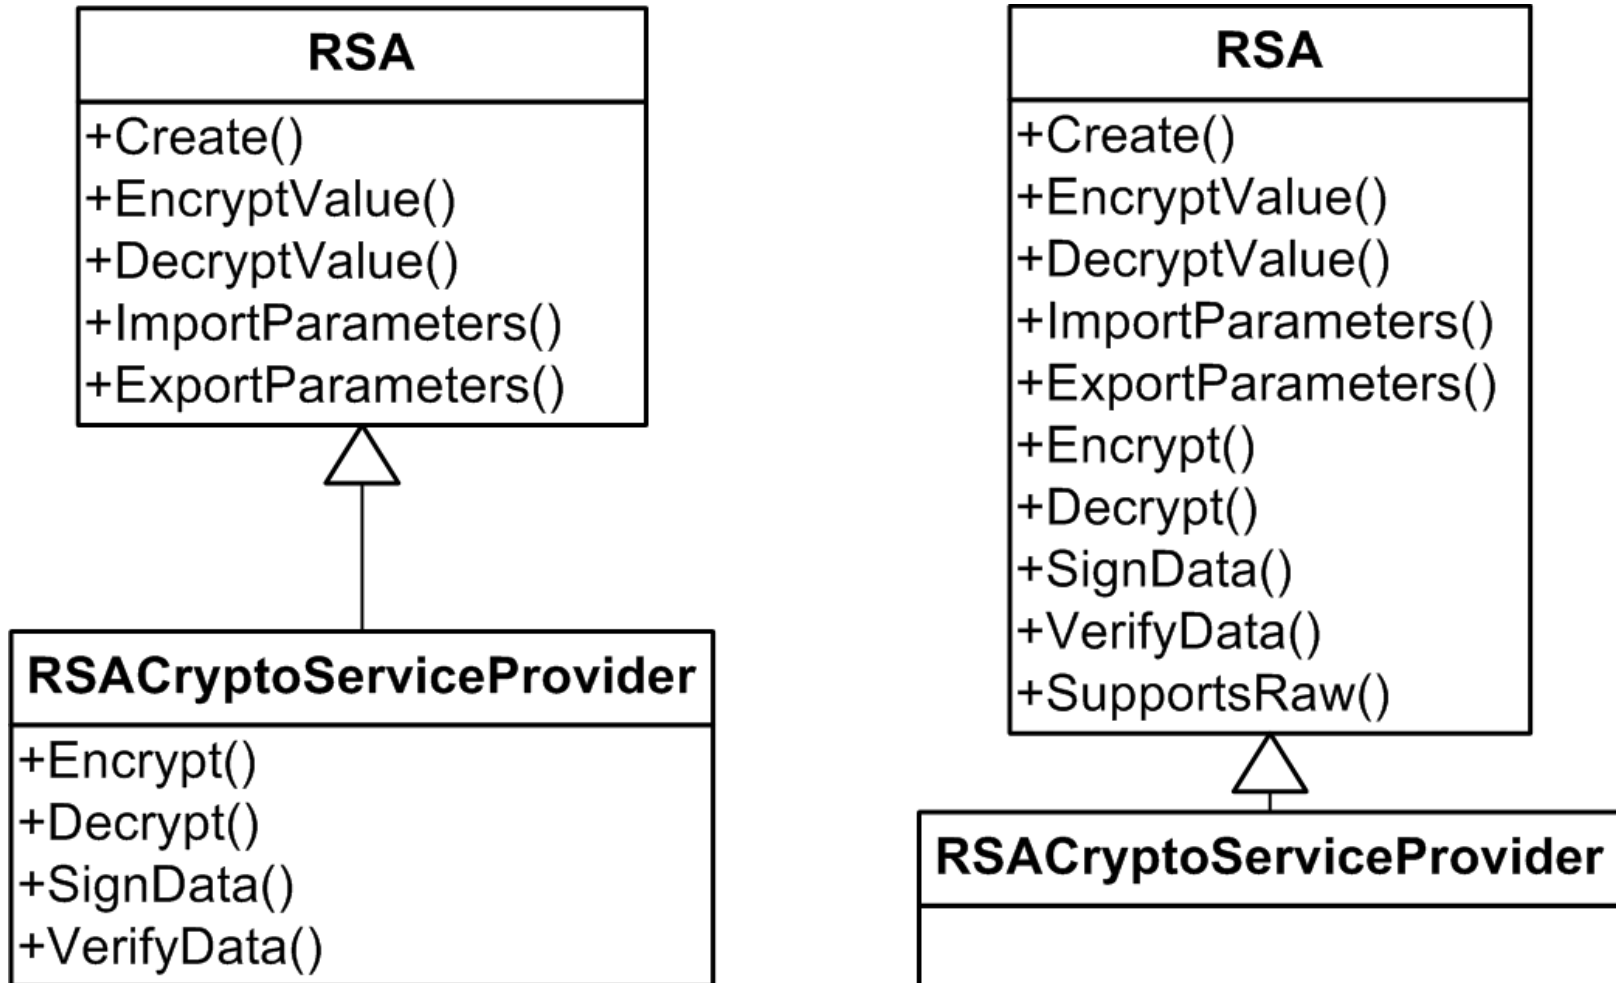 RSA
+Create()
+EncryptValue()
+DecryptValue()
+ImportParameters()
+ExportParameters()
RSACryptoServiceProvider
+Encrypt()
+Decrypt()
+SignData()
+VerifyData()
RSA
+Create()
+EncryptValue()
+DecryptValue()
+ImportParameters()
+ExportParameters()
+Encrypt()
+Decrypt()
+SignData()
+VerifyData()
+SupportsRaw()
RSACryptoServiceProvider